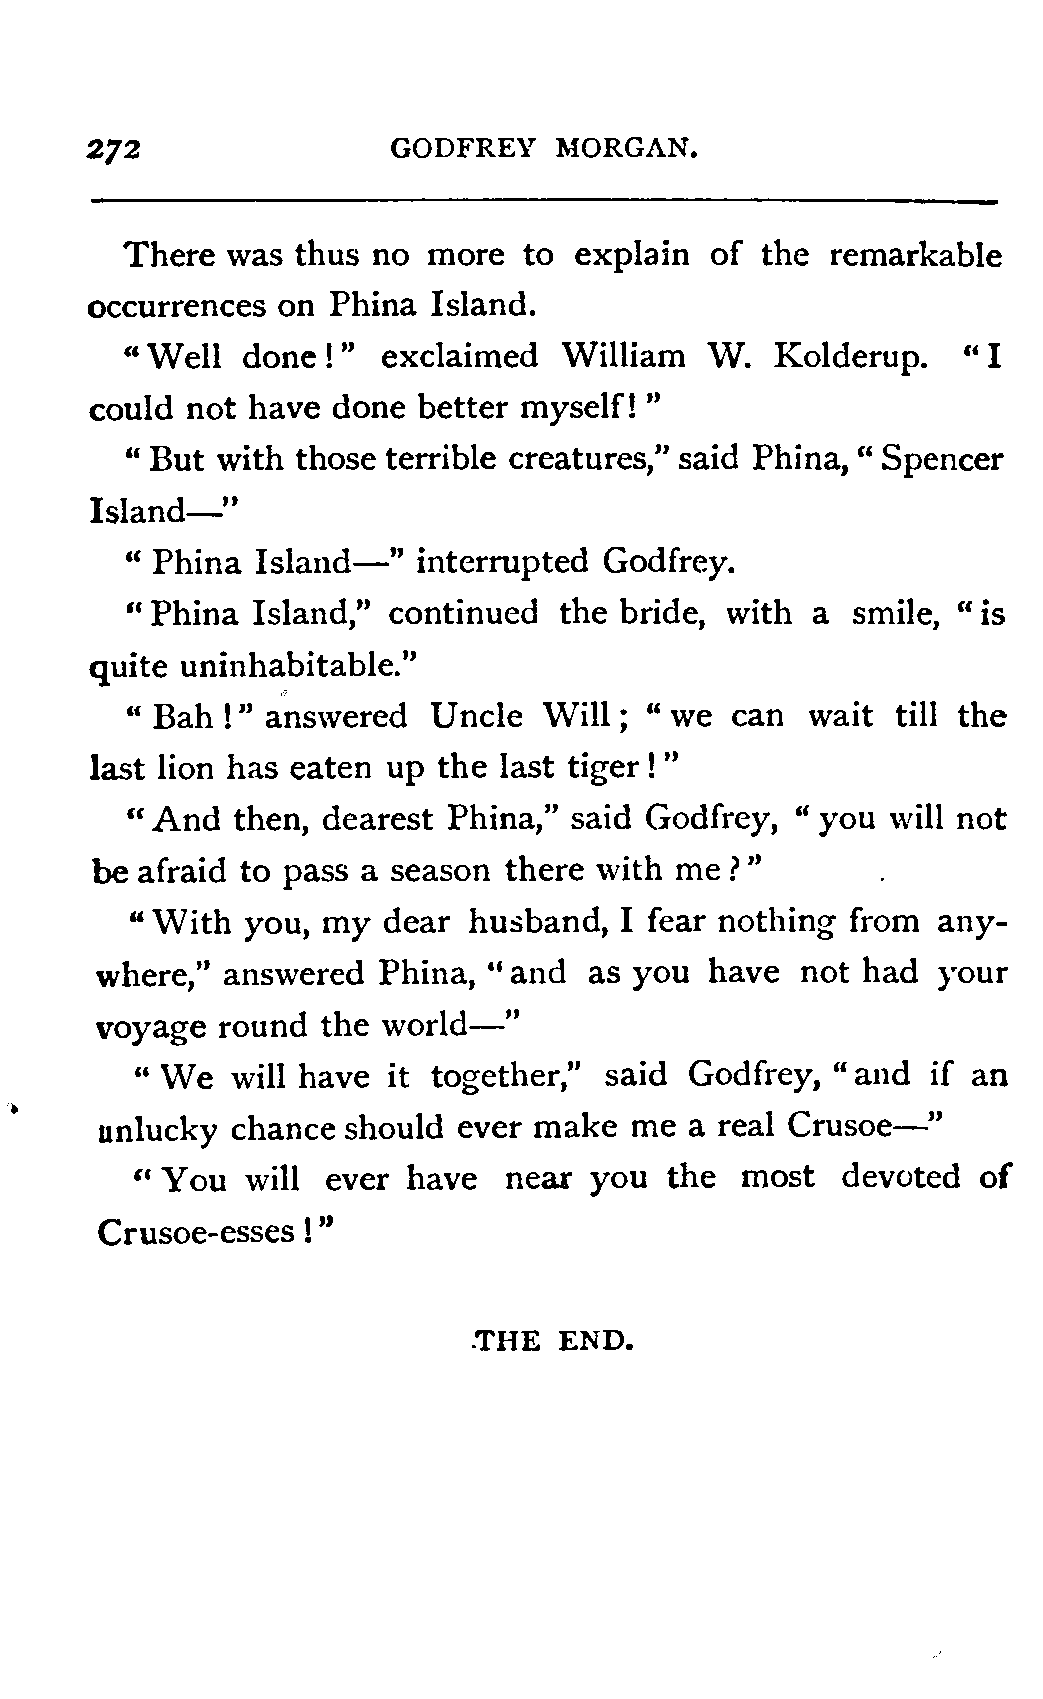 272 GODFREY MORGAN.
There was thus no more to explain of the remarkable
occurrences on Phina Island.
"Well done!" exclaimed William W. Kolderup. "I
could not have done better myself!"
"But with those terrible creatures," said Phina, "Spencer
Island—"
"Phina Island—" interrupted Godfrey.
"Phina Island," continued the bride, with a smile, "is
quite uninhabitable."
"Bah!" answered Uncle Will; "we can wait till the
last lion has eaten up the last tiger!"
"And then, dearest Phina," said Godfrey, "you will not
be afraid to pass a season there with me?"
"With you, my dear husband, I fear nothing from any-
where," answered Phina, "and as you have not had your
voyage round the world—"
"We will have it together," said Godfrey, "and if an
unlucky chance should ever make me a real Crusoe—"
"You will ever have near you the most devoted of
Crusoe-esses!"
THE END.